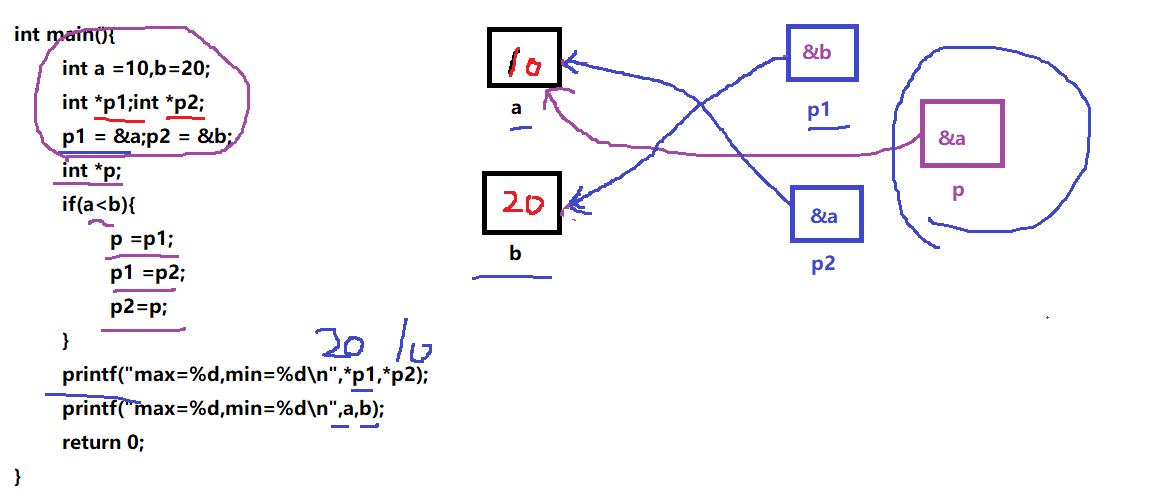 int main(){
int a =10,b=20;
int *p1;int *p2;
p1 = &a;p2 = &b;
int *p;
if(a<b){
p =p1;
p1 =p2;
p2=p;
}
20 10
printf("max=%d,min=%d\n",*p1,*p2);
printf("max=%d,min=%d\n",a,b);
return 0;
}
10
a
20
b
&b
p1
&a
p2
&a
p